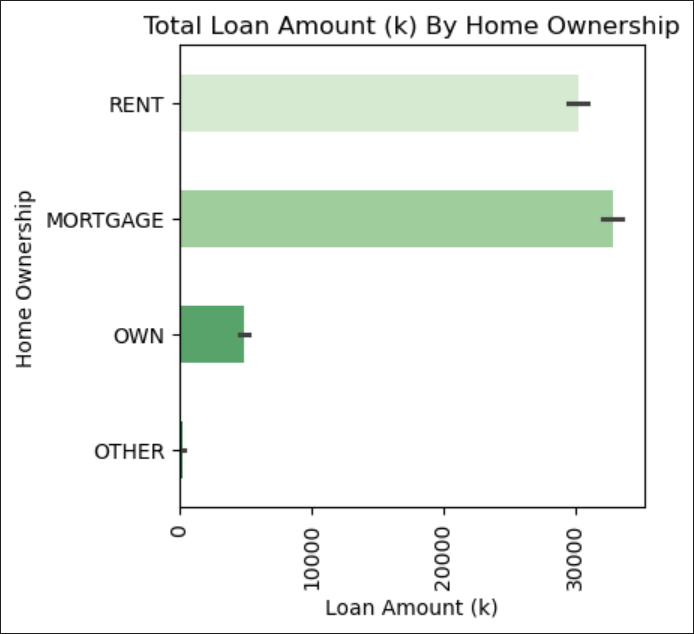 Total Loan Amount (k) By Home Ownership
RENT
MORTGAGE
OWN
OTHER
Home Ownership
0
10000
20000
30000
Loan Amount (k)